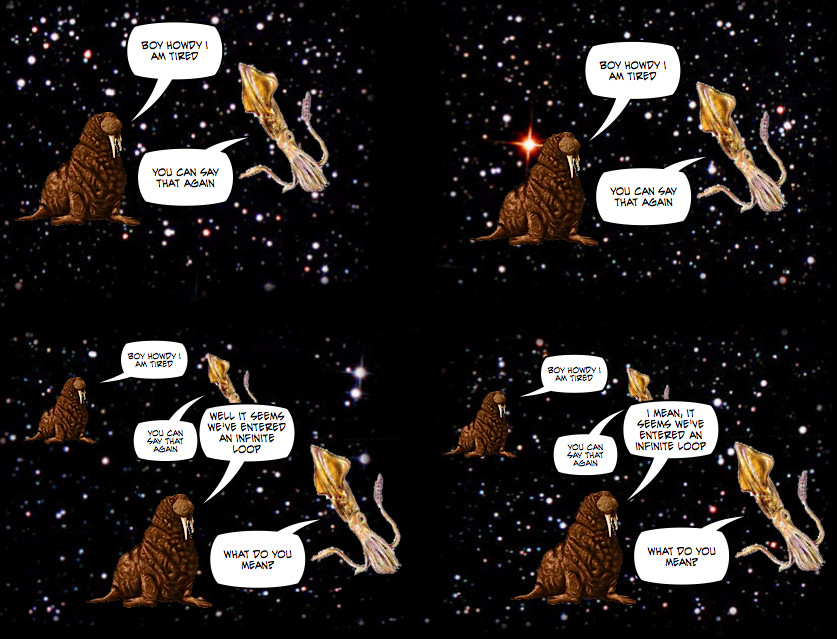 BOY HOWDY I
AM TIRED
YOU CAN SAY
THAT AGAIN
BOY HOWDY I
AM TIRED
YOU CAN SAY
THAT AGAIN
BOY HOWDY I
AM TIRED
YOU CAN
SAY THAT
AGAIN
WELL IT SEEMS
WE'VE ENTERED
AN INFINITE
LOOP
WHAT DO YOU
MEAN?
BOY HOWDY I
AM TIRED
YOU CAN
SAY THAT
AGAIN
I MEAN, IT
SEEMS WE'VE
ENTERED AN
INFINITE LOOP
WHAT DO YOU
MEAN?